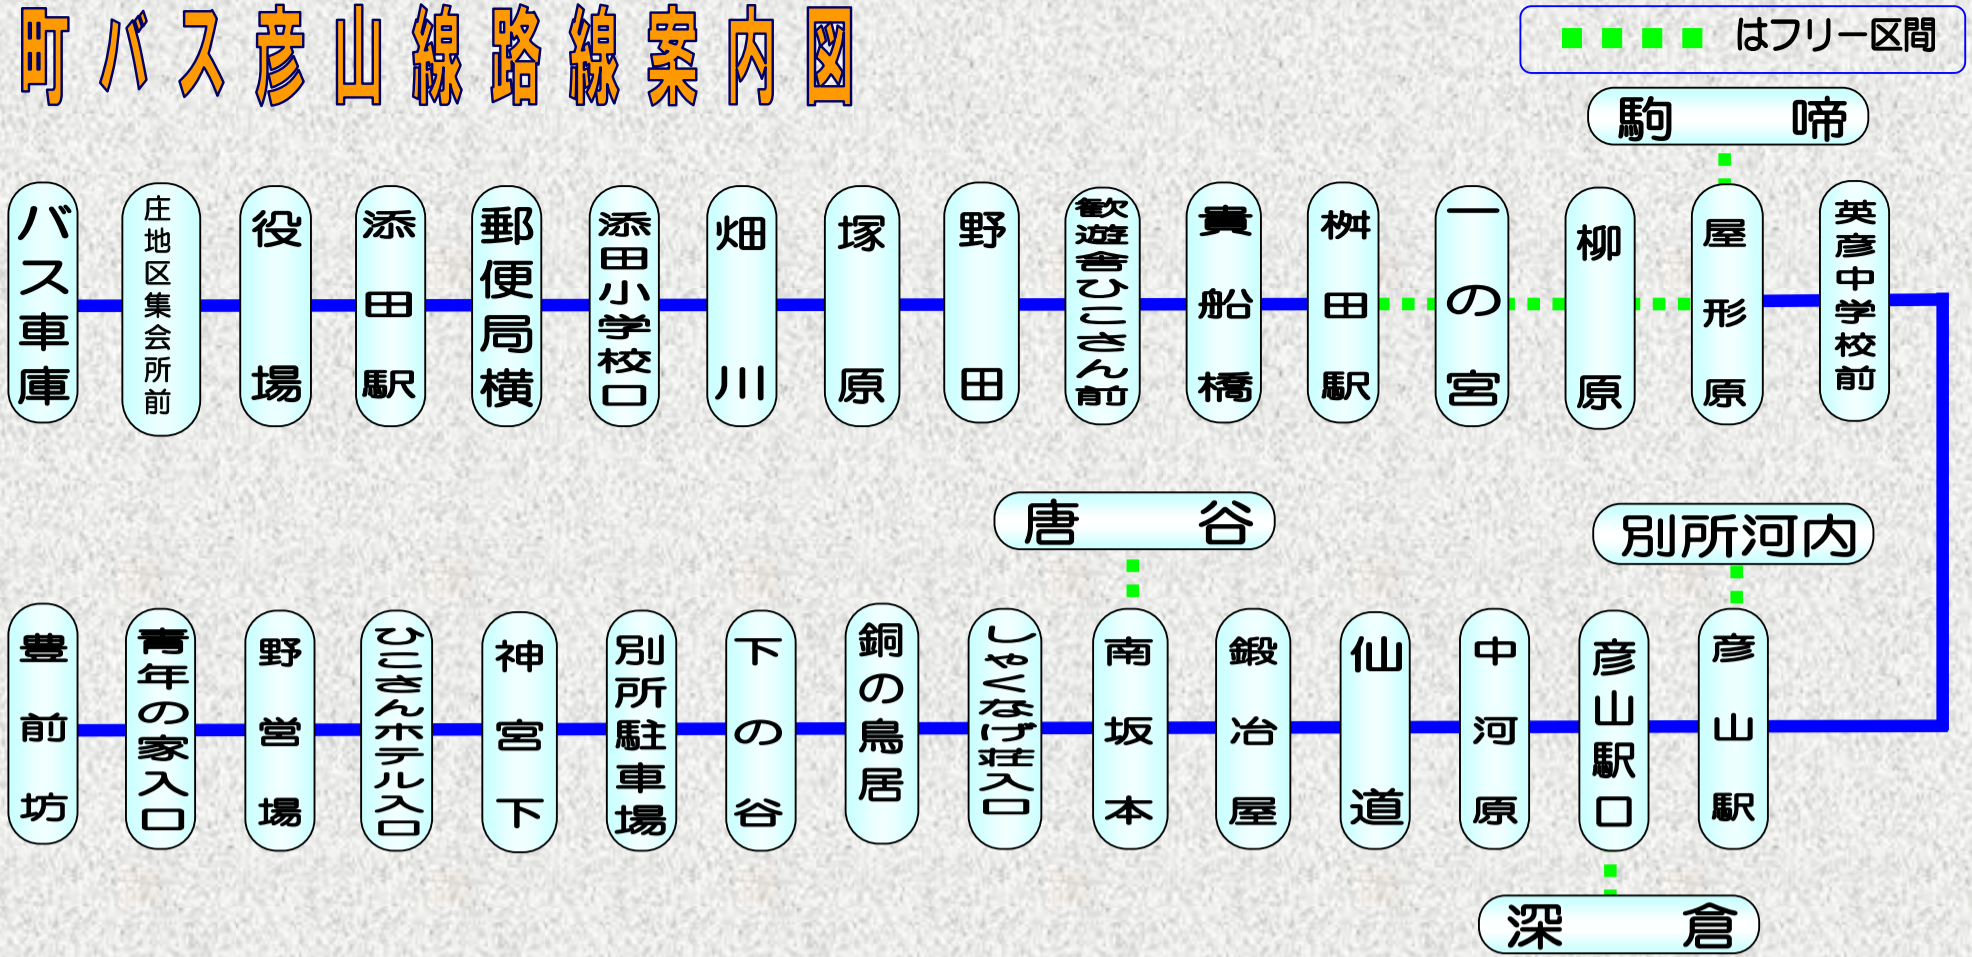 町バス彦山線路線案内図
はフリー区間
駒啼
バス車庫
庄地区集会所前
役場
添田駅
郵便局横
添田小学校口
畑川
塚原
野田
歓遊舎ひこさん前
貴船橋
桝田駅
一の宮
柳原
屋形原
英彦中学校前
唐谷
別所河内
豊前坊
青年の家入口
野営場
ひこさんホテル入口
神宮下
別所駐車場
下の谷
銅の鳥居
しゃくなげ荘入口
南坂本
鍛冶屋
仙道
中河原
彦山駅口
彦山駅
深倉